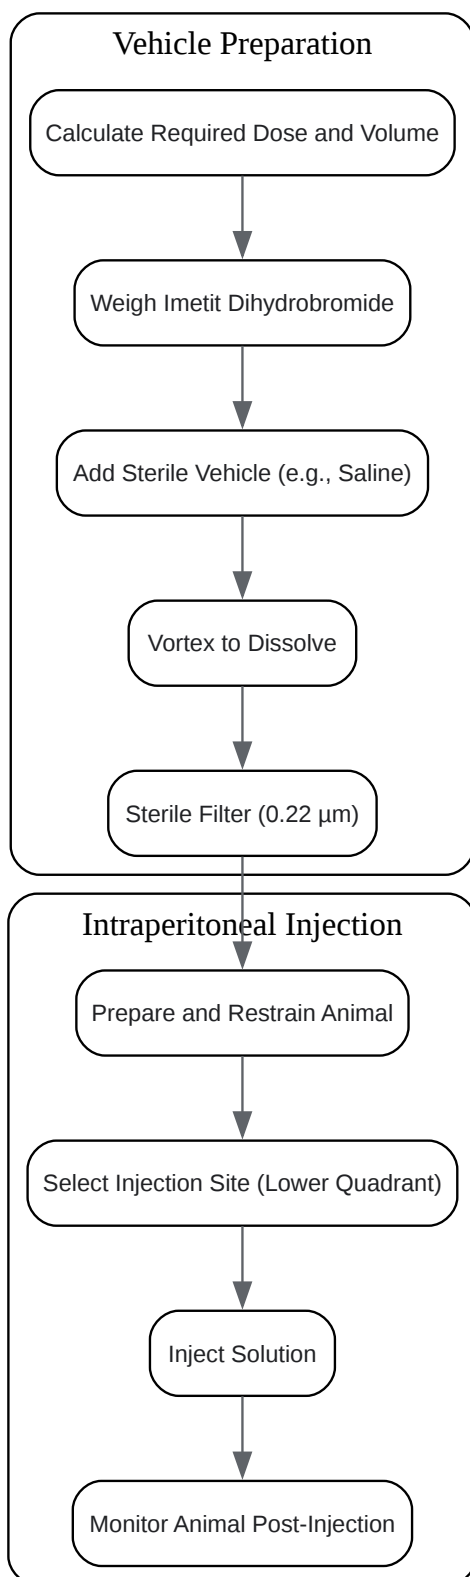 Vehicle Preparation
Calculate Required Dose and Volume
Weigh Imetit Dihydrobromide
Add Sterile Vehicle (e.g., Saline)
Vortex to Dissolve
Sterile Filter (0.22 µm)
Intraperitoneal Injection
Prepare and Restrain Animal
Select Injection Site (Lower Quadrant)
Inject Solution
Monitor Animal Post-Injection